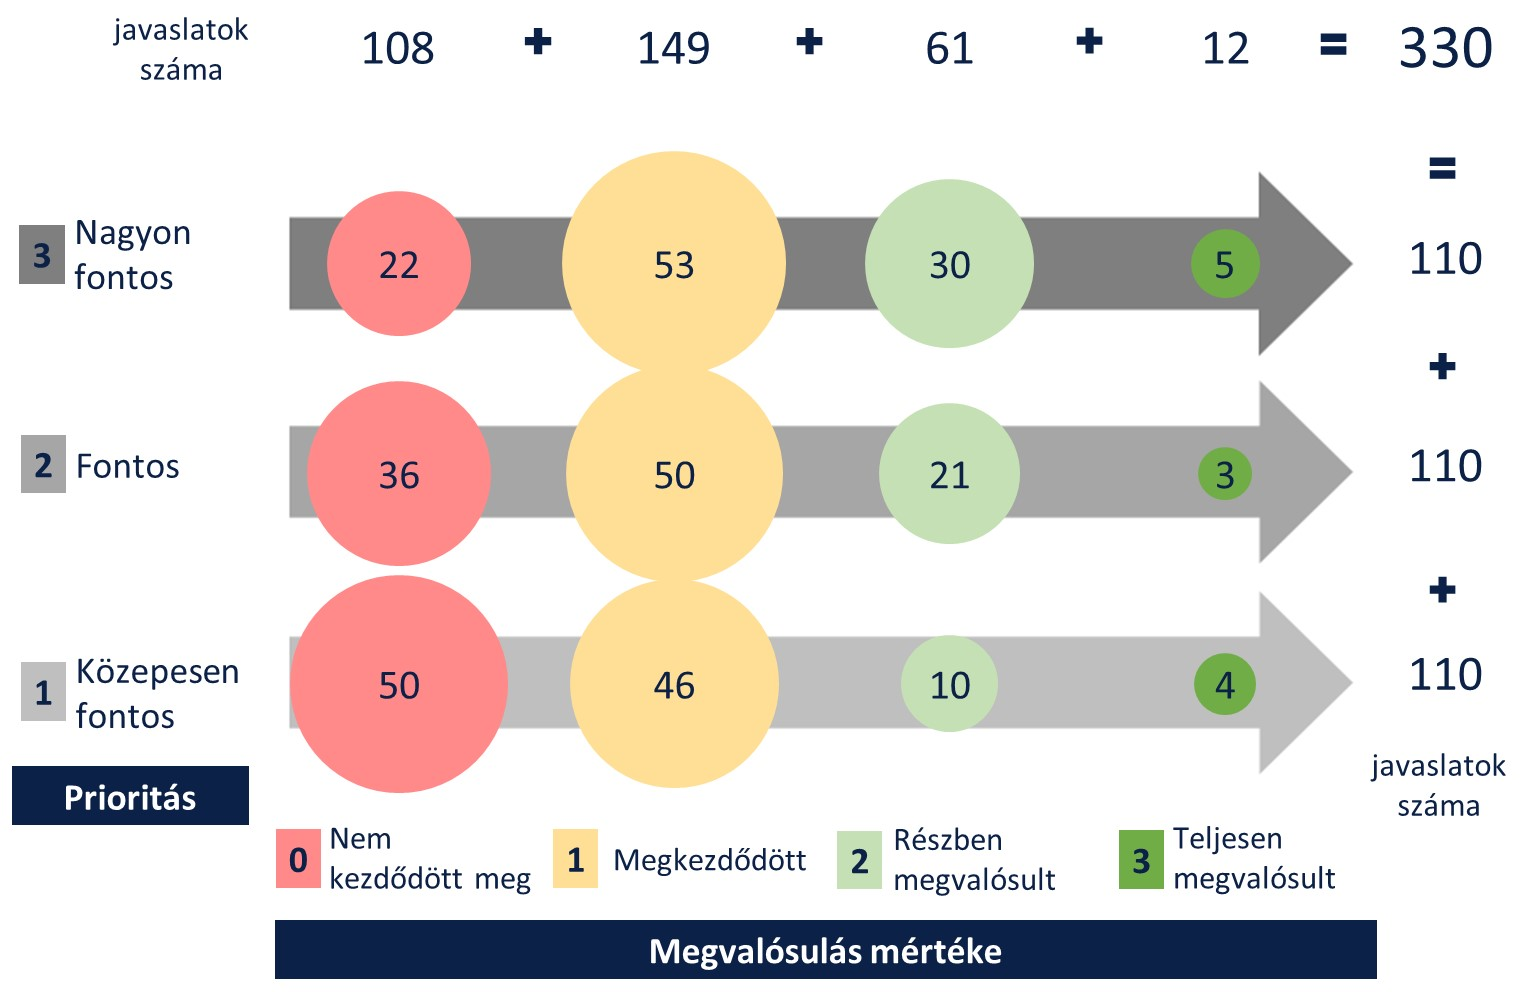 javaslatok
száma
108 + 149 + 61 + 12 = 330
=
3 Nagyon
fontos
22 53 30 5 110
+
2 Fontos
36 50 21 3 110
+
1 Közepesen
fontos
50 46 10 4 110
javaslatok
száma
Prioritás
0 Nem
kezdődött meg
1 Megkezdődött
2 Részben
megvalósult
3 Teljesen
megvalósult
Megvalósulás mértéke